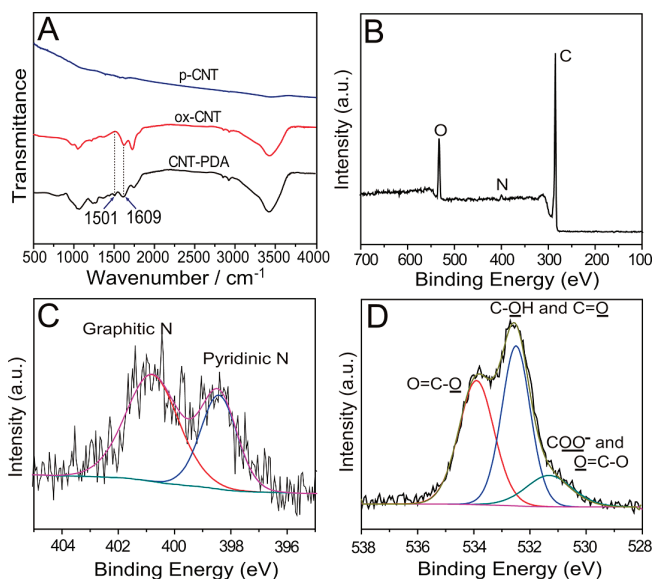 A
p-CNT
ox-CNT
CNT-PDA
1501 1609
Transmittance
500 1000 1500 2000 2500 3000 3500 4000
Wavenumber / cm⁻¹
B
C
O
N
Intensity (a.u.)
700 600 500 400 300 200 100
Binding Energy (eV)
C
Graphitic N
Pyridinic N
Intensity (a.u.)
404 402 400 398 396
Binding Energy (eV)
D
C-OH and C=O
O=C-O
COO⁻ and
O=C-O
Intensity (a.u.)
538 536 534 532 530 528
Binding Energy (eV)